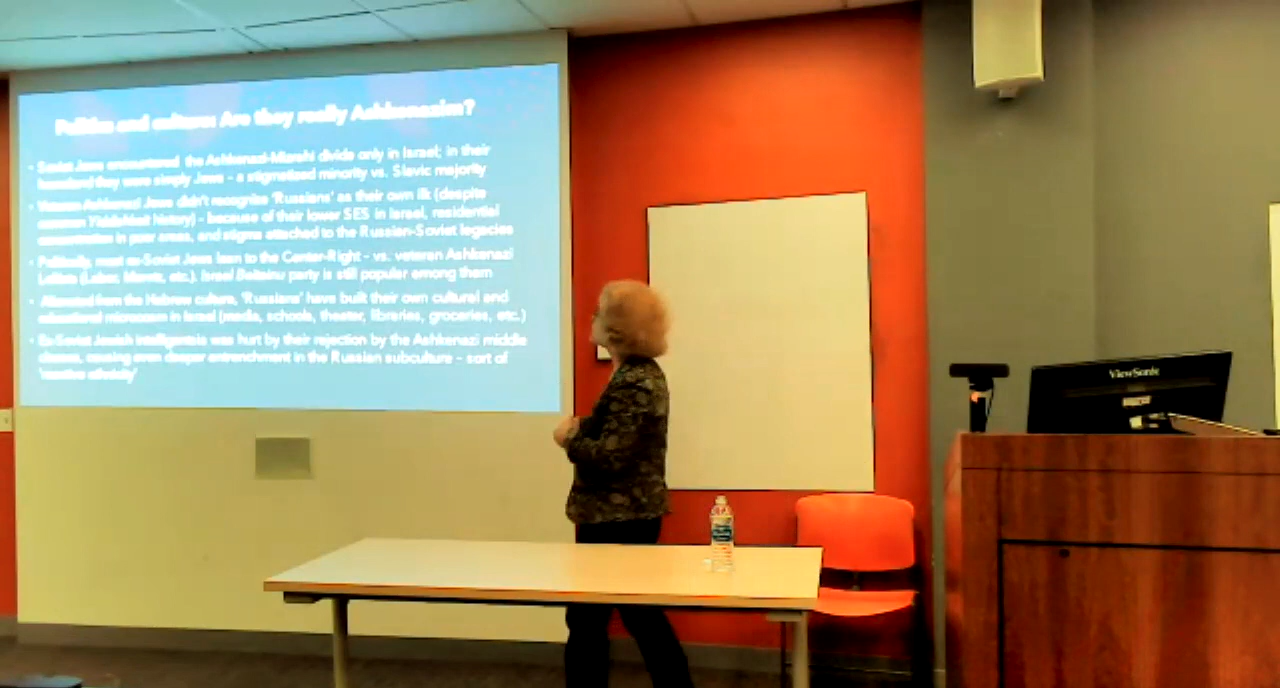 Politics and culture: Are they really Ashkenazim?
• Soviet Jews encountered the Ashkenazi-Mizrahi divide only in Israel; in their
homeland they were simply Jews - a stigmatized minority vs. Slavic majority
• Veteran Ashkenazi Jews didn't recognize 'Russians' as their own ilk (despite
common history) - because of their lower SES in Israel, residential
concentration in poor areas, and stigma attached to the Russian-Soviet legacies
• Politically, most ex-Soviet Jews lean to the Center-Right - vs. veteran Ashkenazi
Leftists (Labor, Meretz, etc.). Israel Beiteinu party is still popular among them
• Alienated from the Hebrew culture, 'Russians' have built their own cultural and
educational microcosm in Israel (media, schools, theater, libraries, groceries, etc.)
• Ex-Soviet Jewish intelligentsia was hurt by their rejection by the Ashkenazi middle
classes, causing even deeper entrenchment in the Russian subculture - sort of
'reactive ethnicity'
ViewSonic